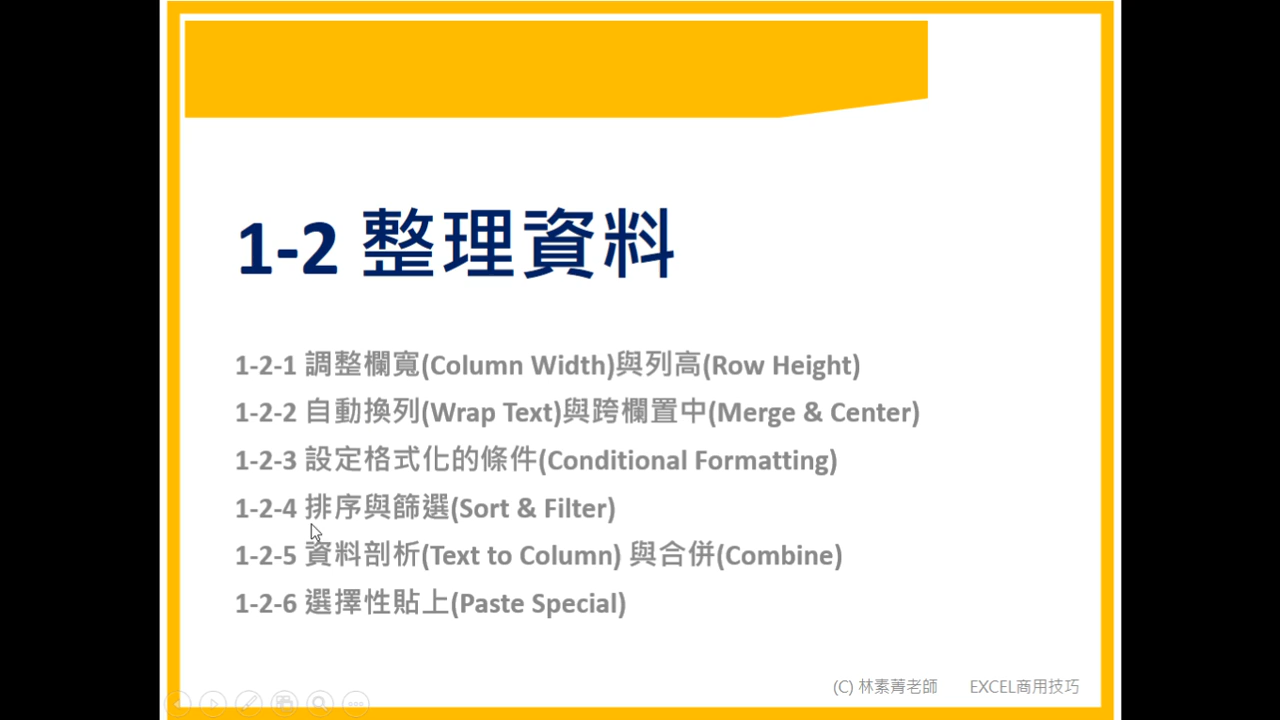 1-2 整理資料
1-2-1 調整欄寬(Column Width)與列高(Row Height)
1-2-2 自動換列(Wrap Text)與跨欄置中(Merge & Center)
1-2-3 設定格式化的條件(Conditional Formatting)
1-2-4 排序與篩選(Sort & Filter)
1-2-5 資料剖析(Text to Column) 與合併(Combine)
1-2-6 選擇性貼上(Paste Special)
(C) 林素菁老師 EXCEL商用技巧